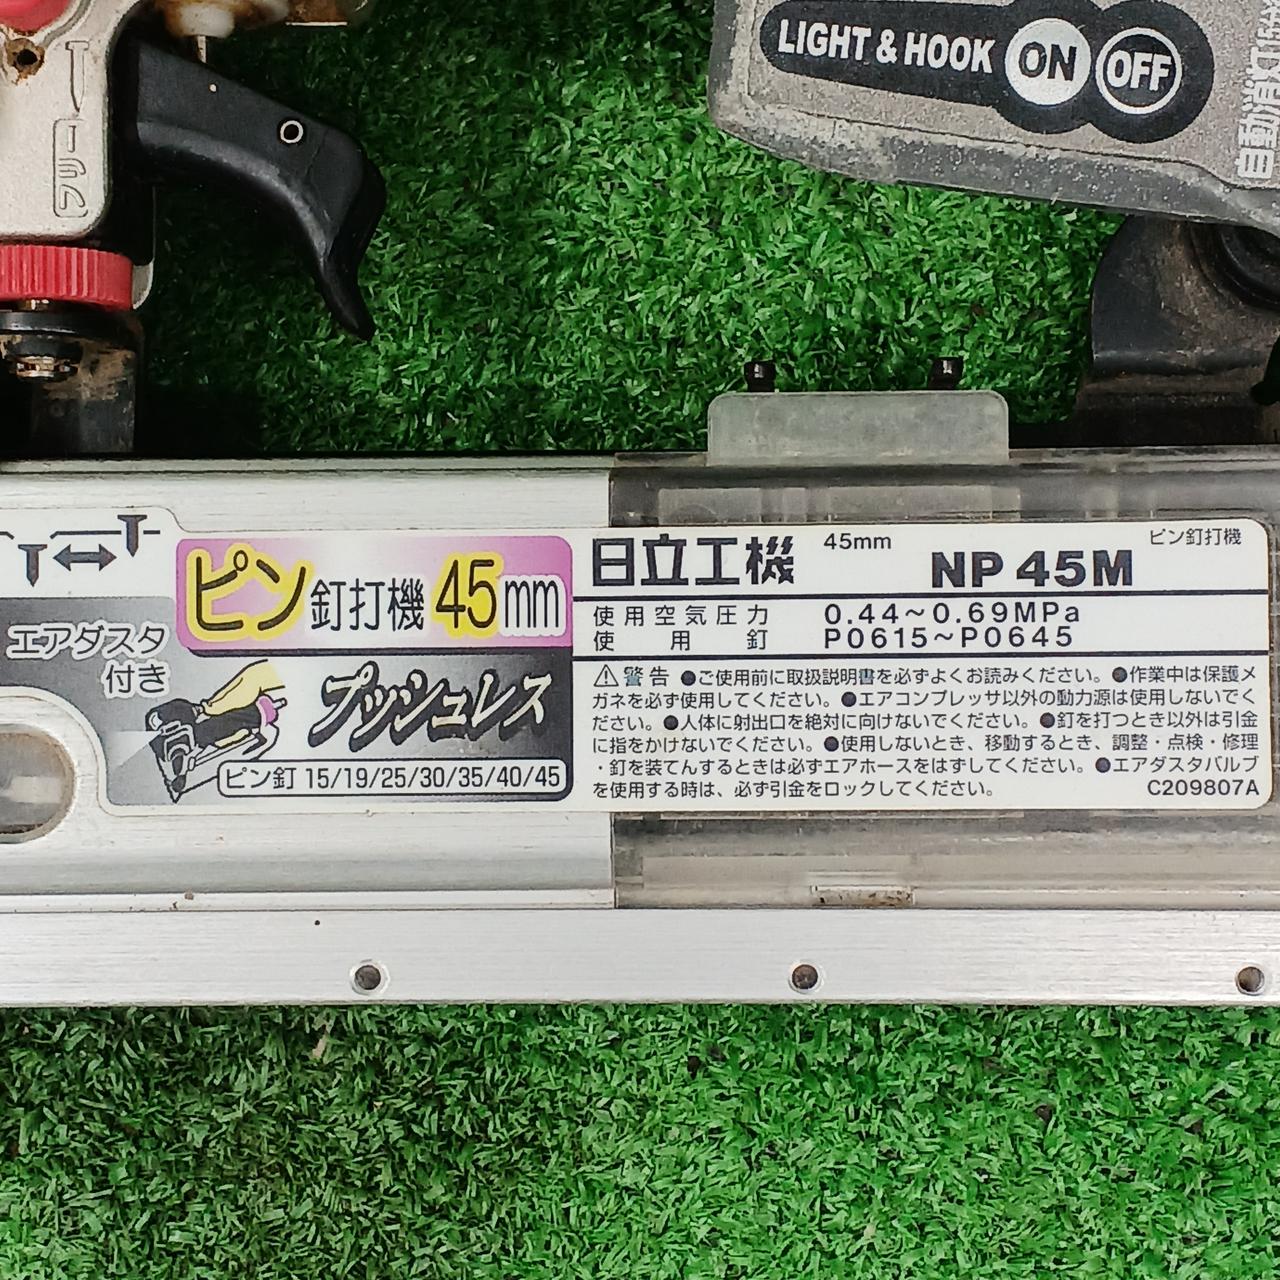 LIGHT & HOOK ON OFF
エアダスタ
付き
ピン釘打機 45mm
プッシュレス
ピン釘 15/19/25/30/35/40/45
日立工機 45mm NP 45M ピン釘打機
使用空気圧力 0.44~0.69MPa
使用釘 P0615~P0645
⚠警告 ●ご使用前に取扱説明書を必ずよくお読みください。●作業中は保護メ
ガネを必ず使用してください。●エアコンプレッサ以外の動力源は使用しないでく
ださい。●人体に射出口を絶対に向けないでください。●釘を打つとき以外は引金
に指をかけないでください。●使用しないとき、移動するとき、調整・点検・修理
・釘を装てんするときは必ずエアホースをはずしてください。●エアダスタバルブ
を使用する時は、必ず引金をロックしてください。 C209807A